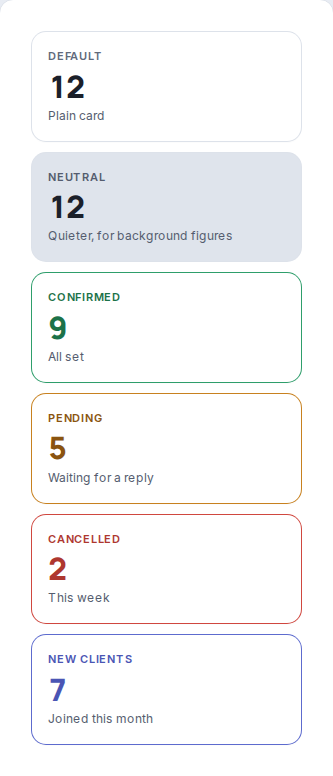 DEFAULT
12
Plain card
NEUTRAL
12
Quieter, for background figures
CONFIRMED
9
All set
PENDING
5
Waiting for a reply
CANCELLED
2
This week
NEW CLIENTS
7
Joined this month